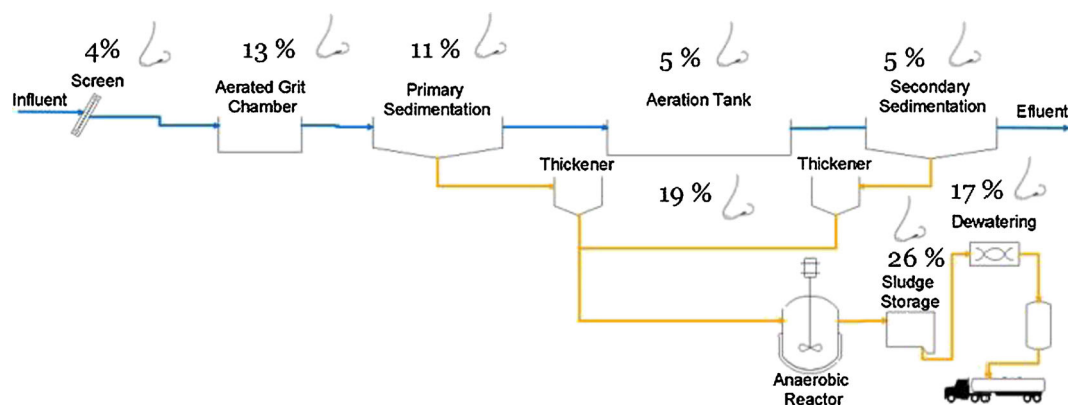 4%
Screen
Influent
13 %
Aerated Grit
Chamber
11 %
Primary
Sedimentation
5 %
Aeration Tank
5 %
Secondary
Sedimentation
Efluent
Thickener
Thickener
19 %
17 %
Dewatering
26 %
Sludge
Storage
Anaerobic
Reactor